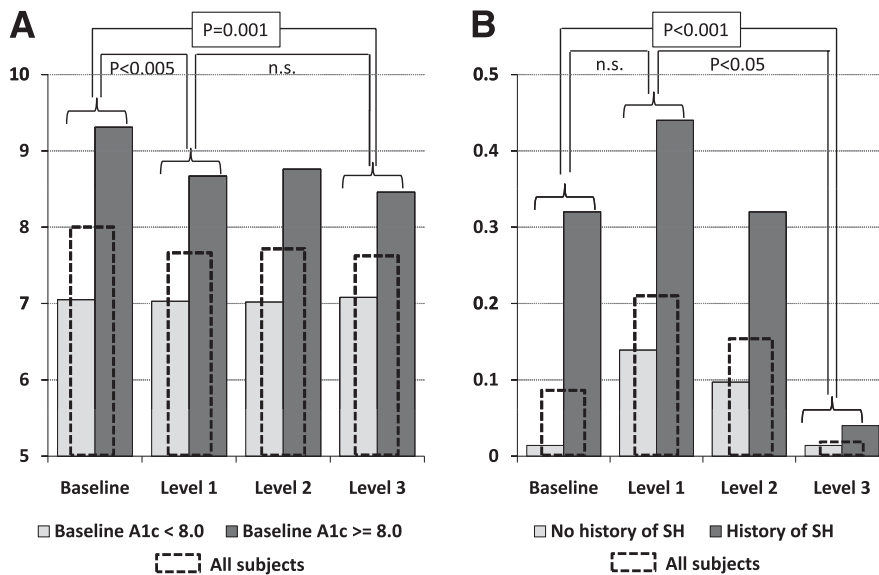 A
P=0.001
P<0.005
n.s.
10
9
8
7
6
5
Baseline
Level 1
Level 2
Level 3
Baseline A1c < 8.0
Baseline A1c >= 8.0
All subjects
B
P<0.001
n.s.
P<0.05
0.5
0.4
0.3
0.2
0.1
0
Baseline
Level 1
Level 2
Level 3
No history of SH
History of SH
All subjects